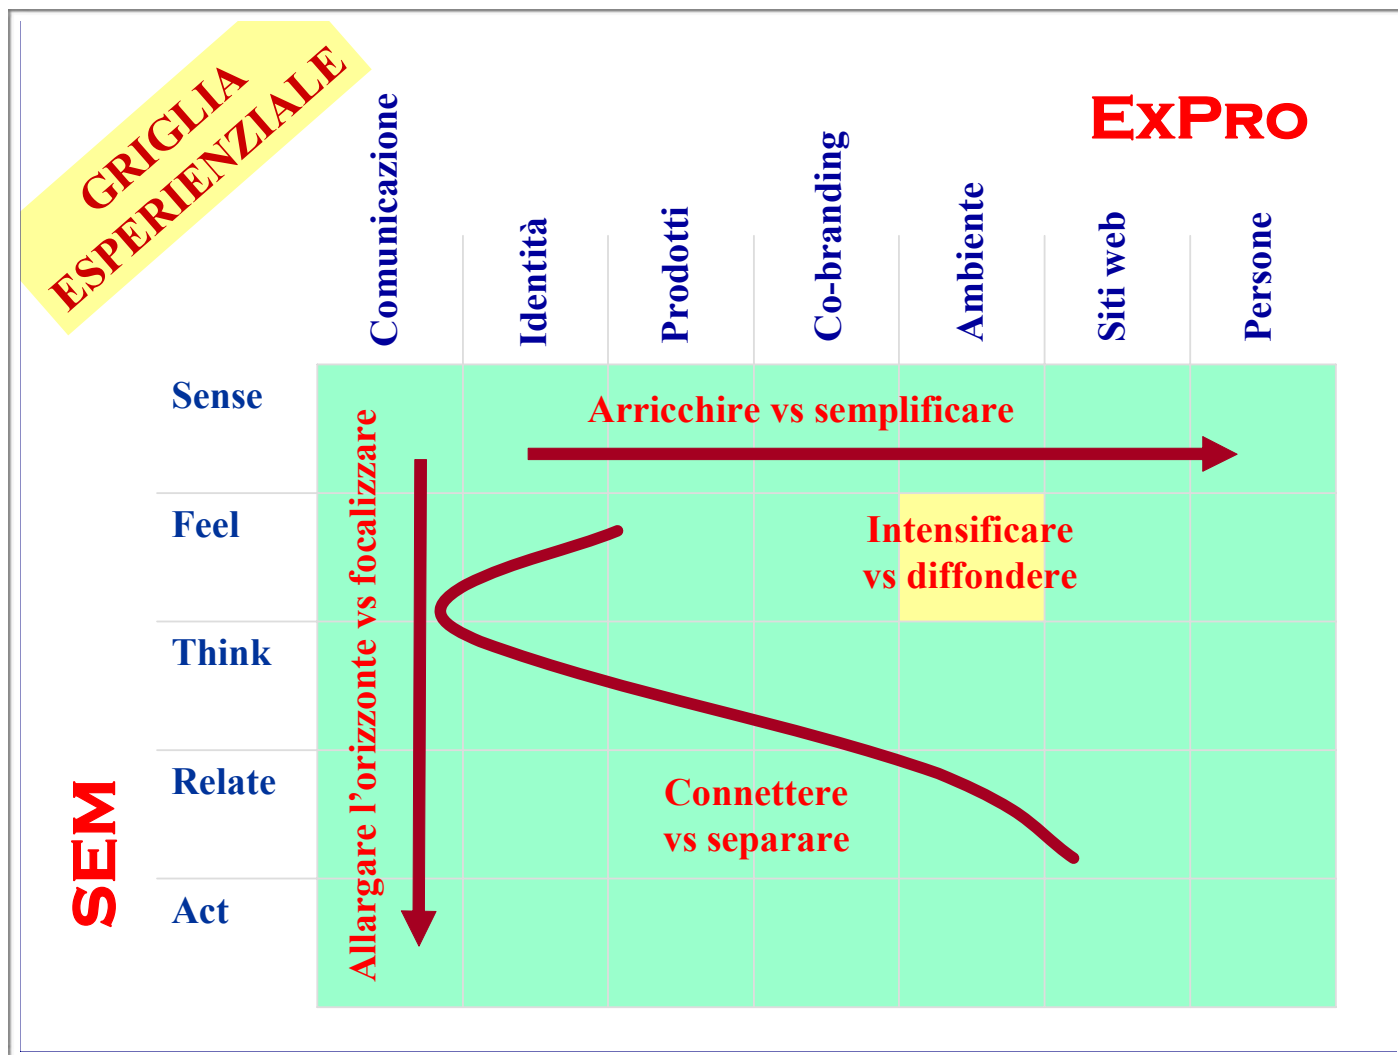 GRIGLIA
ESPERIENZIALE
EXPRO
Comunicazione
Identità
Prodotti
Co-branding
Ambiente
Siti web
Persone
Sense
Feel
Think
Relate
Act
SEM
Allargare l’orizzonte vs focalizzare
Arricchire vs semplificare
Intensificare
vs diffondere
Connettere
vs separare